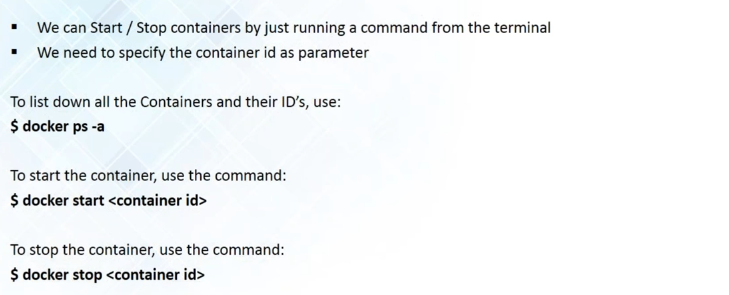 ▪ We can Start / Stop containers by just running a command from the terminal
▪ We need to specify the container id as parameter
To list down all the Containers and their ID’s, use:
$ docker ps -a
To start the container, use the command:
$ docker start <container id>
To stop the container, use the command:
$ docker stop <container id>